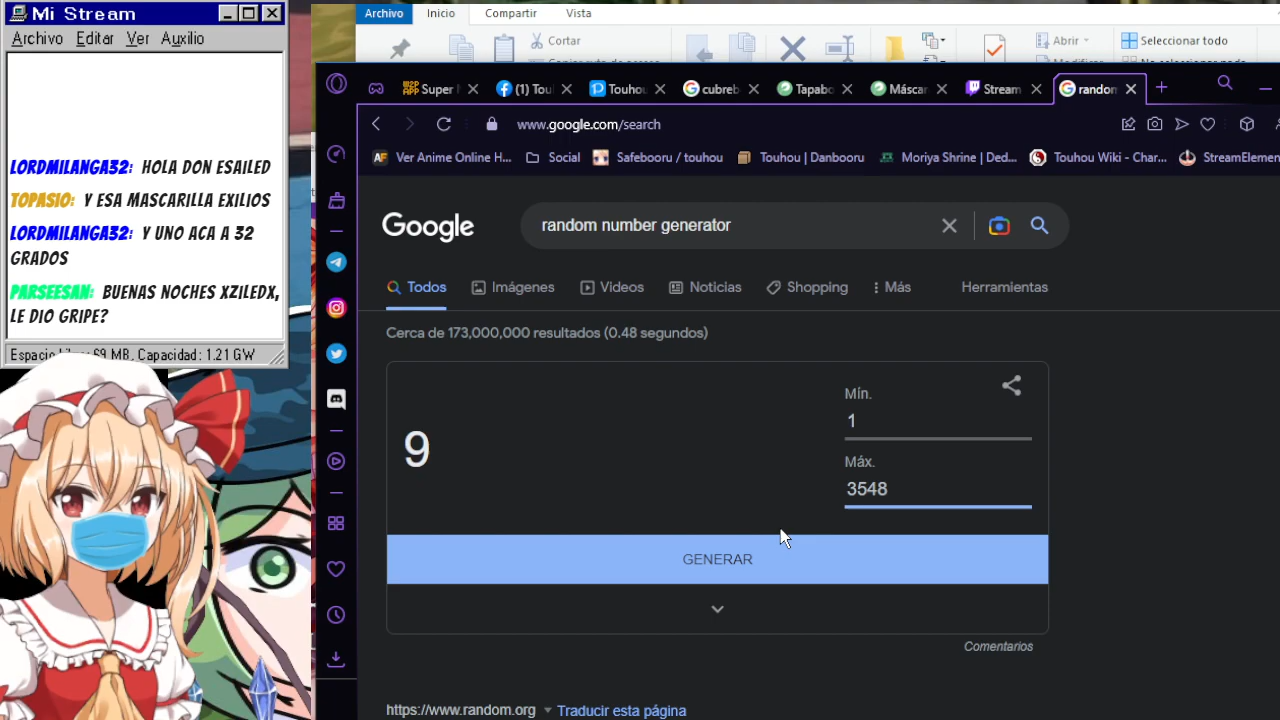 Mi Stream
Archivo Editar Ver Auxilio
LORDMILANGA32: HOLA DON ESAILED
TOPASIO: Y ESA MASCARILLA EXILIOS
LORDMILANGA32: Y UNO ACA A 32
GRADOS
PARSEESAN: BUENAS NOCHES XZILEDX,
LE DIO GRIPE?
MB, Capacidad: 1.21 GW
Archivo Inicio Compartir Vista
Cortar
Abrir
Seleccionar todo
Super
(1) Tou
Touhou
cubreb
Tapabo
Máscar
Stream
random
www.google.com/search
Ver Anime Online H...
Social
Safebooru / touhou
Touhou | Danbooru
Moriya Shrine | Ded...
Touhou Wiki - Char...
StreamElemen
Google
random number generator
Todos Imágenes Videos Noticias Shopping Más Herramientas
Cerca de 173,000,000 resultados (0.48 segundos)
9
Mín.
1
Máx.
3548
GENERAR
Comentarios
https://www.random.org Traducir esta página